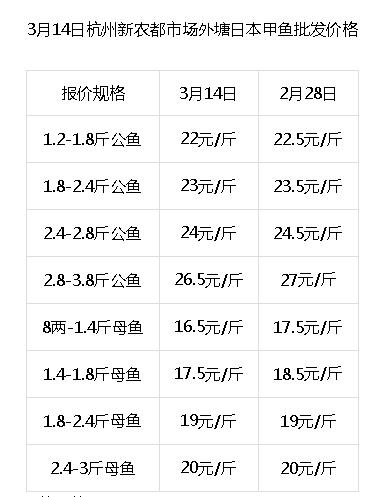 3月14日杭州新农都市场外塘日本甲鱼批发价格
报价规格 3月14日 2月28日
1.2-1.8斤公鱼 22元/斤 22.5元/斤
1.8-2.4斤公鱼 23元/斤 23.5元/斤
2.4-2.8斤公鱼 24元/斤 24.5元/斤
2.8-3.8斤公鱼 26.5元/斤 27元/斤
8两-1.4斤母鱼 16.5元/斤 17.5元/斤
1.4-1.8斤母鱼 17.5元/斤 18.5元/斤
1.8-2.4斤母鱼 19元/斤 19元/斤
2.4-3斤母鱼 20元/斤 20元/斤